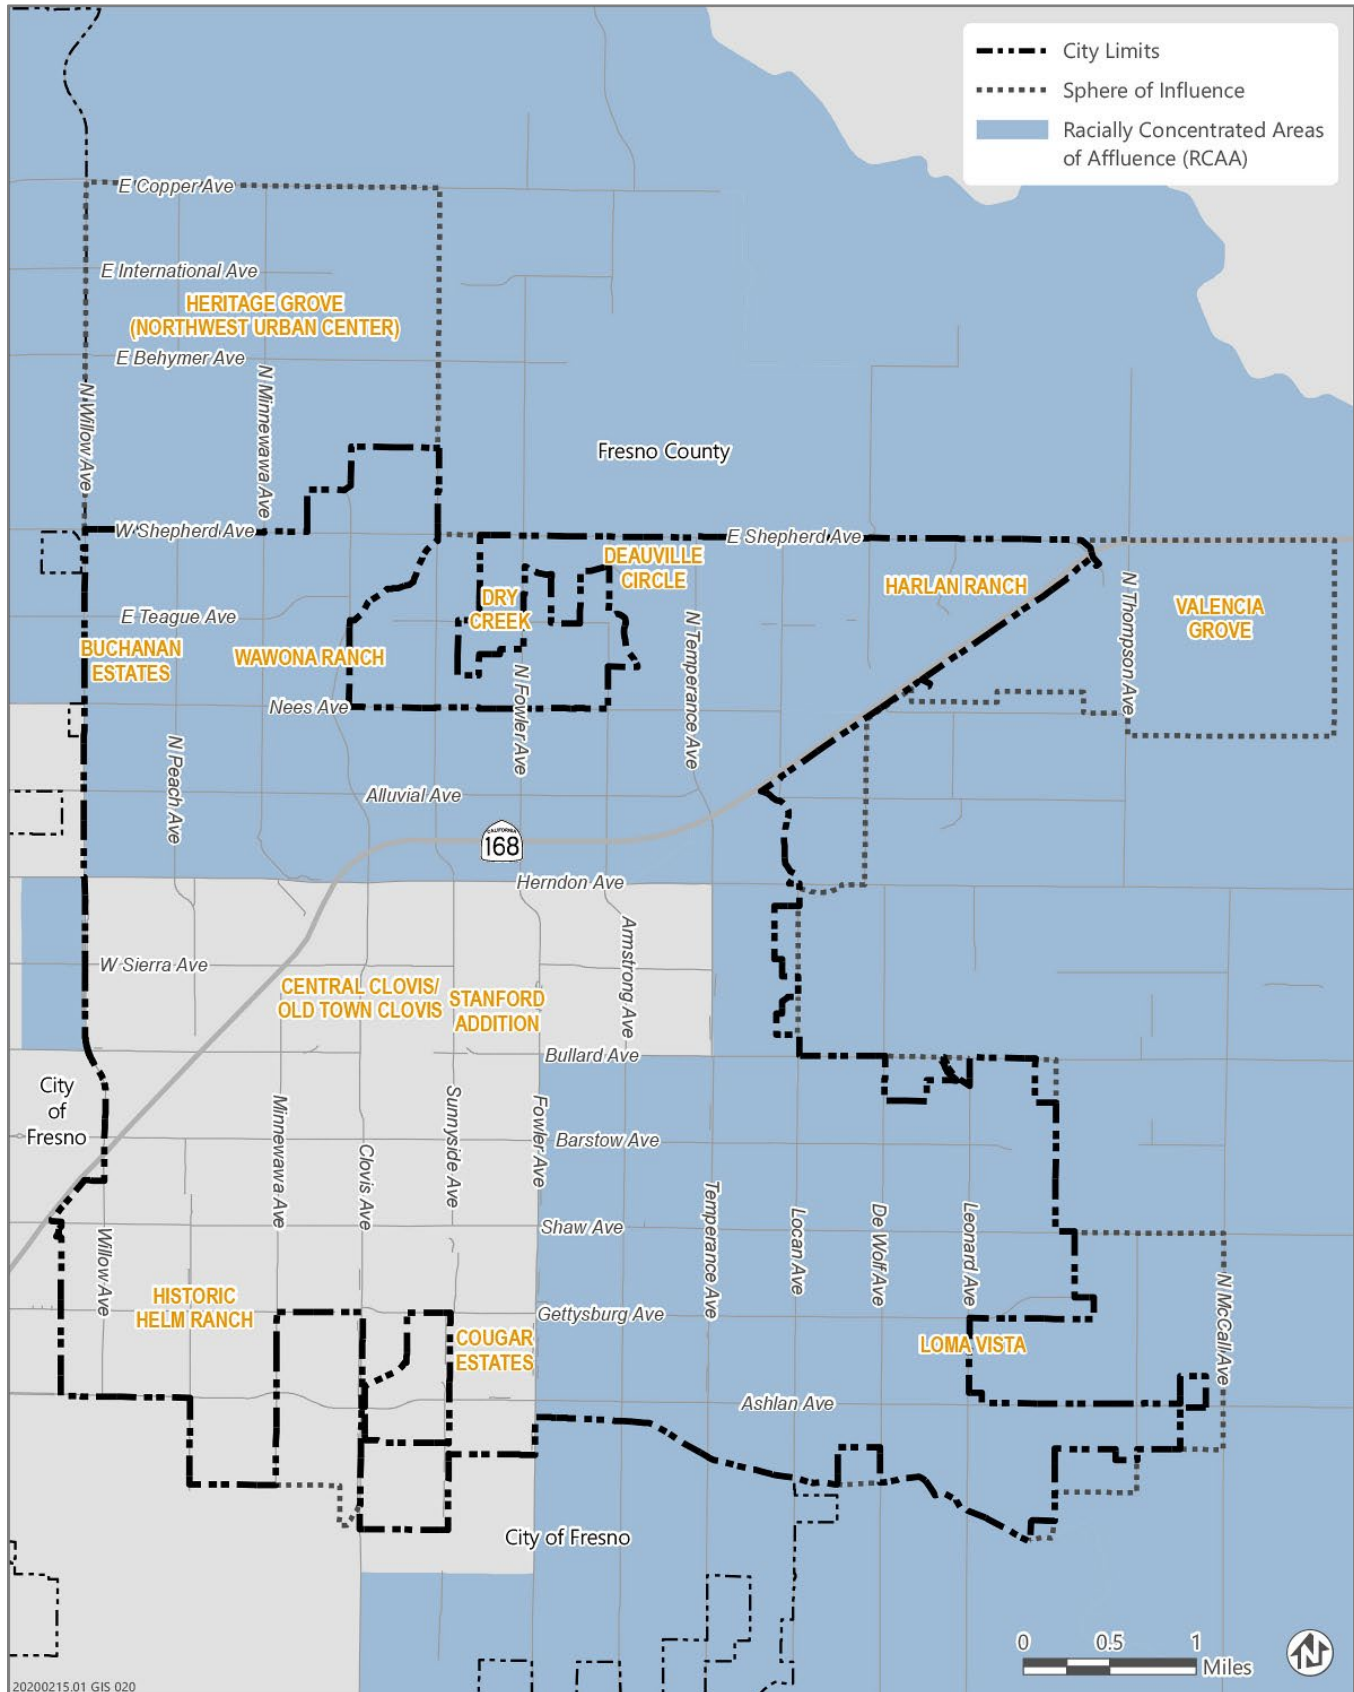 City Limits
Sphere of Influence
Racially Concentrated Areas
of Affluence (RCAA)
E Copper Ave
E International Ave
HERITAGE GROVE
(NORTHWEST URBAN CENTER)
E Behymer Ave
N Willow Ave
N Minnewawa Ave
Fresno County
W Shepherd Ave
E Shepherd Ave
DEAUVILLE
CIRCLE
HARLAN RANCH
DRY
CREEK
N Thompson Ave
VALENCIA
GROVE
E Teague Ave
BUCHANAN
ESTATES
WAWONA RANCH
N Temperance Ave
N Fowler Ave
Nees Ave
N Peach Ave
Alluvial Ave
CALIFORNIA
168
Herndon Ave
Armstrong Ave
W Sierra Ave
CENTRAL CLOVIS/
OLD TOWN CLOVIS
STANFORD
ADDITION
Bullard Ave
City
of
Fresno
Minnewawa Ave
Clovis Ave
Sunnyside Ave
Fowler Ave
Barstow Ave
Temperance Ave
Locan Ave
De Wolf Ave
Leonard Ave
Shaw Ave
Willow Ave
HISTORIC
HELM RANCH
Gettysburg Ave
COUGAR
ESTATES
LOMA VISTA
N McCall Ave
Ashlan Ave
City of Fresno
0 0.5 1
Miles
N
20200215.01 GIS 020